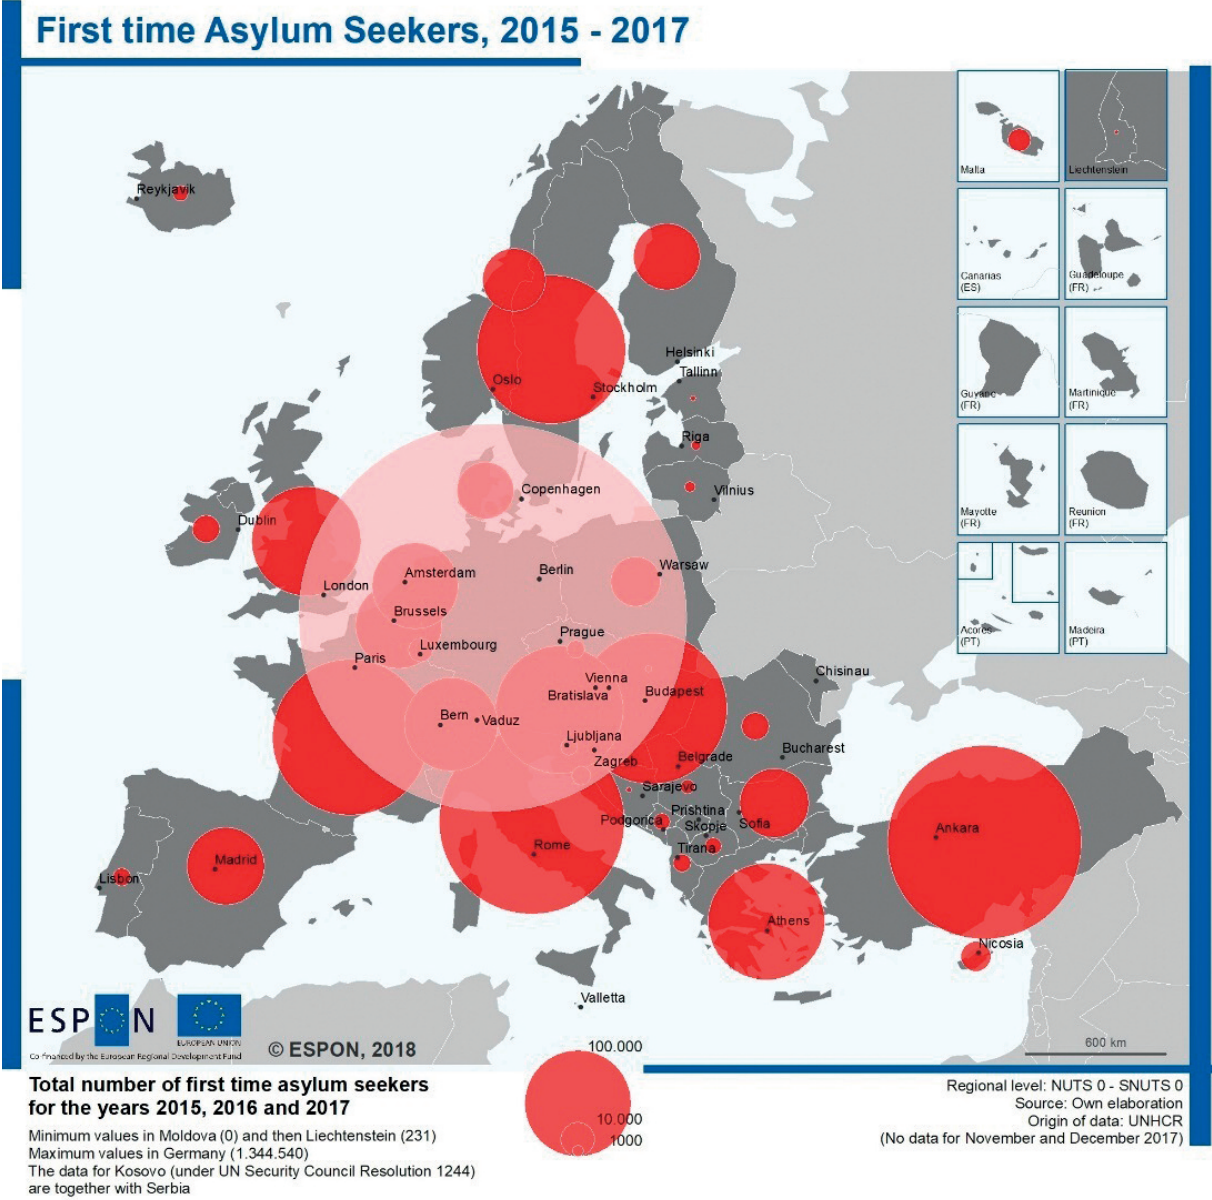 First time Asylum Seekers, 2015 - 2017
Malta
Liechtenstein
Reykjavik
Canarias
(ES)
Guadeloupe
(FR)
Helsinki
Tallinn
Oslo
Stockholm
Guyane
(FR)
Martinique
(FR)
Riga
Vilnius
Copenhagen
Mayotte
(FR)
Reunion
(FR)
Dublin
Warsaw
Amsterdam
Berlin
London
Brussels
Prague
Acores
(PT)
Madeira
(PT)
Luxembourg
Paris
Chisinau
Vienna
Bratislava
Budapest
Bern
Vaduz
Ljubljana
Bucharest
Zagreb
Belgrade
Sarajevo
Prishtina
Podgorica
Skopje
Sofia
Ankara
Rome
Tirana
Madrid
Lisbon
Athens
Nicosia
Valletta
ESPON
EUROPEAN UNION
Co-financed by the European Regional Development Fund
© ESPON, 2018
600 km
100.000
10.000
1000
Total number of first time asylum seekers
for the years 2015, 2016 and 2017
Minimum values in Moldova (0) and then Liechtenstein (231)
Maximum values in Germany (1.344.540)
The data for Kosovo (under UN Security Council Resolution 1244)
are together with Serbia
Regional level: NUTS 0 - SNUTS 0
Source: Own elaboration
Origin of data: UNHCR
(No data for November and December 2017)